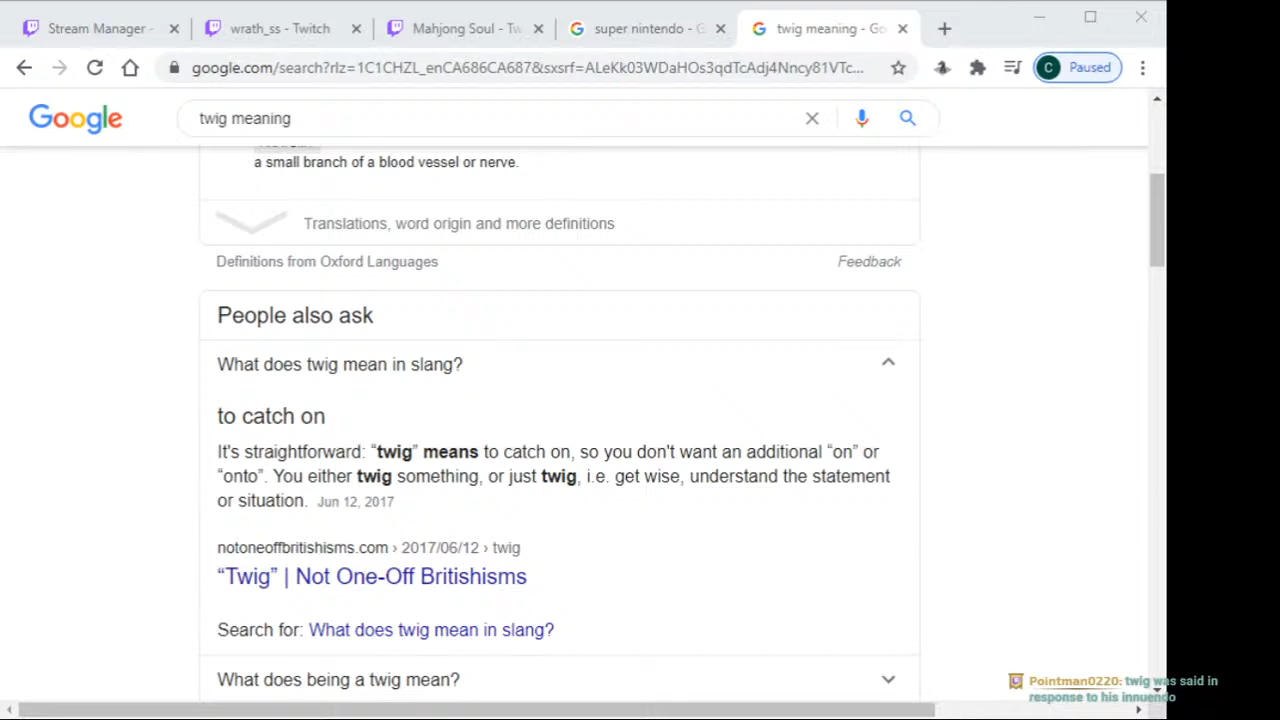 Stream Manager -
wrath_ss - Twitch
Mahjong Soul - Tw
super nintendo - G
twig meaning - Go
google.com/search?rlz=1C1CHZL_enCA686CA687&sxsrf=ALeKk03WDaHOs3qdTcAdj4Nncy81VTc...
C Paused
Google
twig meaning
a small branch of a blood vessel or nerve.
Translations, word origin and more definitions
Definitions from Oxford Languages
Feedback
People also ask
What does twig mean in slang?
to catch on
It's straightforward: “twig” means to catch on, so you don't want an additional “on” or
“onto”. You either twig something, or just twig, i.e. get wise, understand the statement
or situation. Jun 12, 2017
notoneoffbritishisms.com › 2017/06/12 › twig
“Twig” | Not One-Off Britishisms
Search for: What does twig mean in slang?
What does being a twig mean?
Pointman0220: twig was said in
response to his innuendo